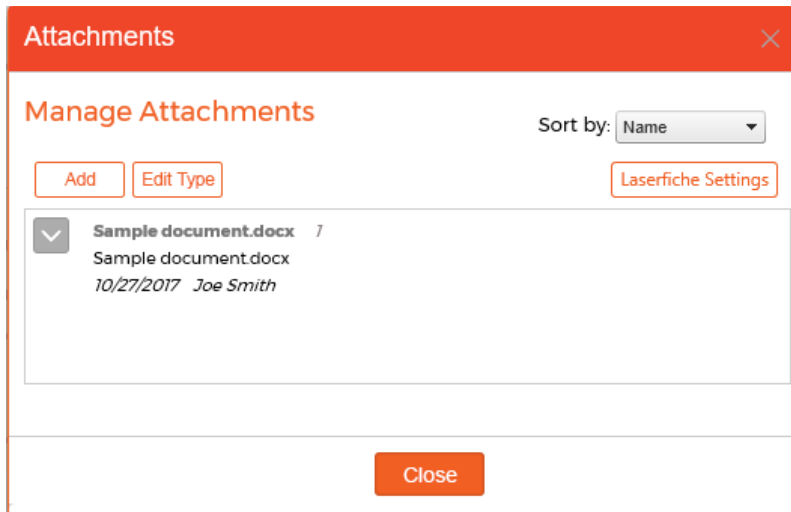 Attachments
Manage Attachments
Sort by: Name
Add Edit Type Laserfiche Settings
Sample document.docx 1
Sample document.docx
10/27/2017 Joe Smith
Close